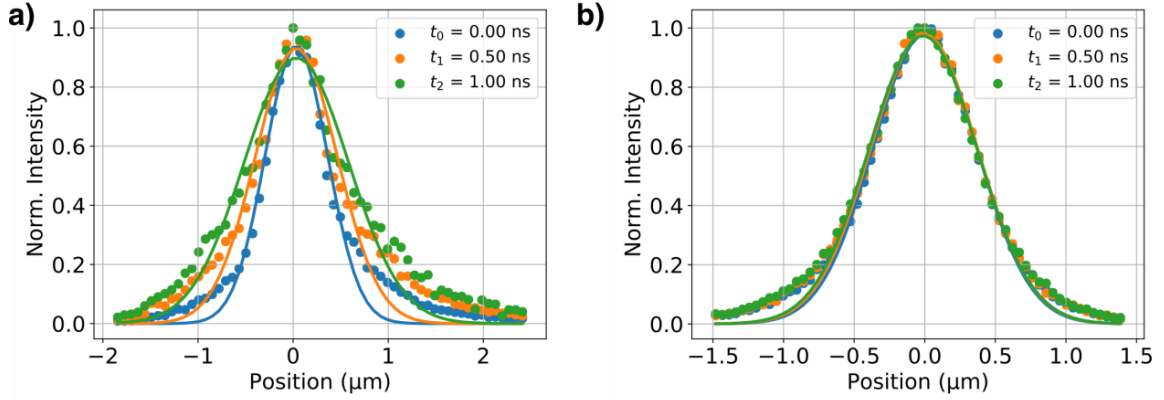 a)
1.0
0.8
0.6
0.4
0.2
0.0
Norm. Intensity
t₀ = 0.00 ns
t₁ = 0.50 ns
t₂ = 1.00 ns
−2
−1
0
1
2
Position (μm)
b)
1.0
0.8
0.6
0.4
0.2
0.0
Norm. Intensity
t₀ = 0.00 ns
t₁ = 0.50 ns
t₂ = 1.00 ns
−1.5
−1.0
−0.5
0.0
0.5
1.0
1.5
Position (μm)